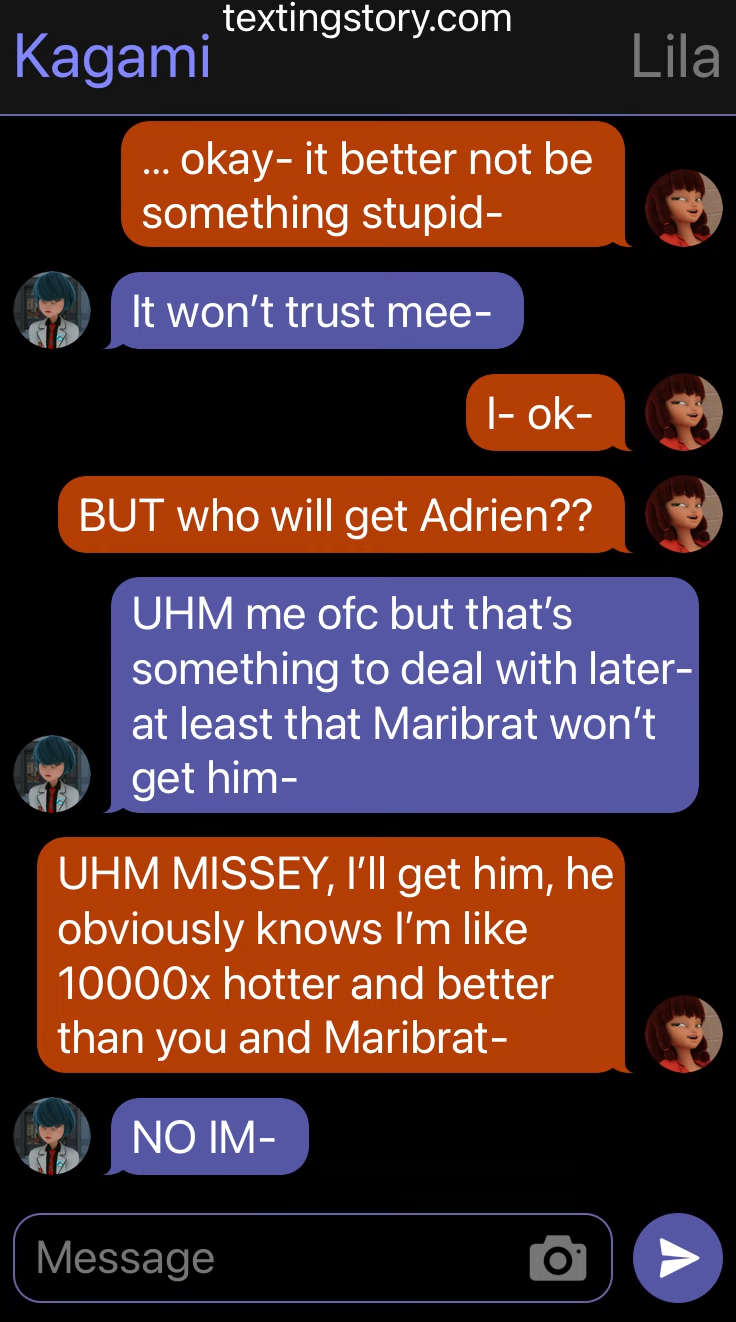 textingstory.com
Kagami
Lila
... okay- it better not be
something stupid-
It won’t trust mee-
I- ok-
BUT who will get Adrien??
UHM me ofc but that’s
something to deal with later-
at least that Maribrat won’t
get him-
UHM MISSEY, I’ll get him, he
obviously knows I’m like
10000x hotter and better
than you and Maribrat-
NO IM-
Message